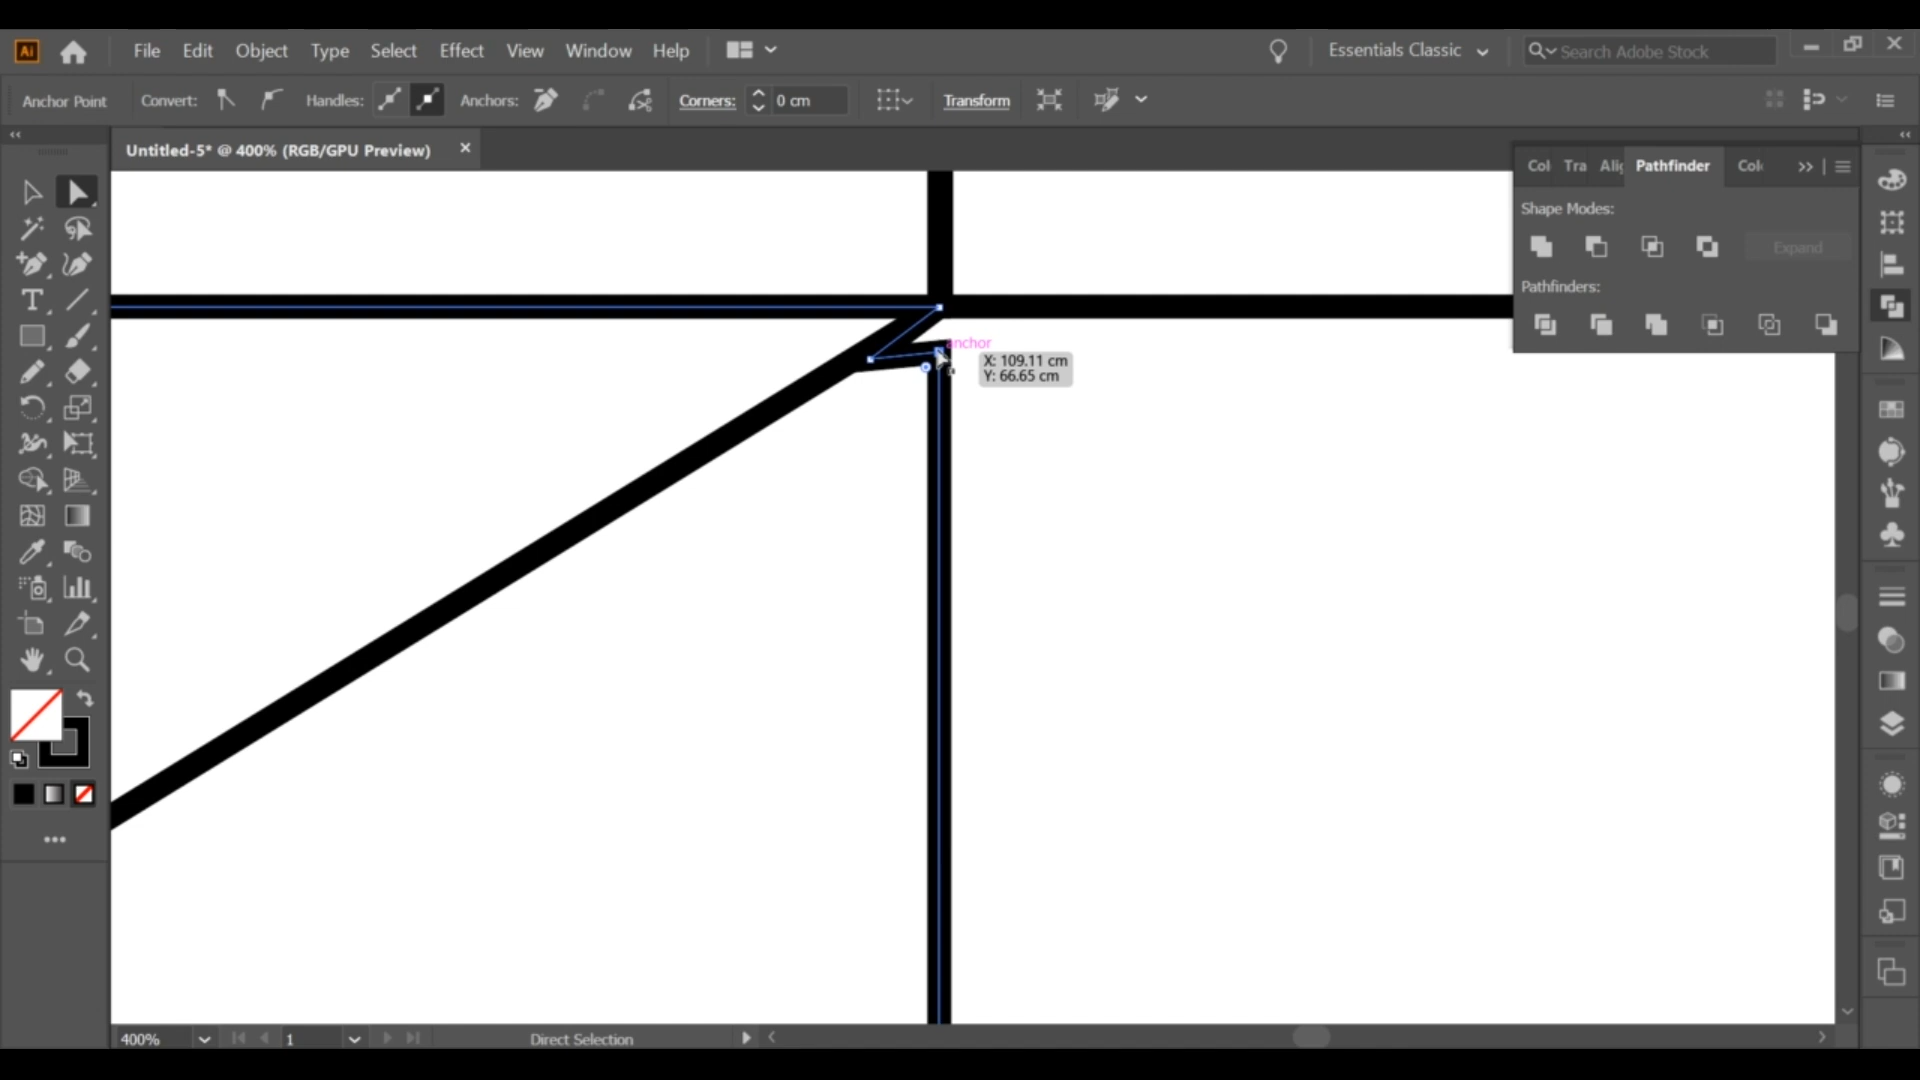 Ai
File Edit Object Type Select Effect View Window Help
Essentials Classic
Search Adobe Stock
Anchor Point Convert: Handles: Anchors: Corners: 0 cm Transform
Untitled-5* @ 400% (RGB/GPU Preview)
Col Tra Alig Pathfinder Col
Shape Modes:
Expand
Pathfinders:
anchor
X: 109.11 cm
Y: 66.65 cm
400% 1 Direct Selection